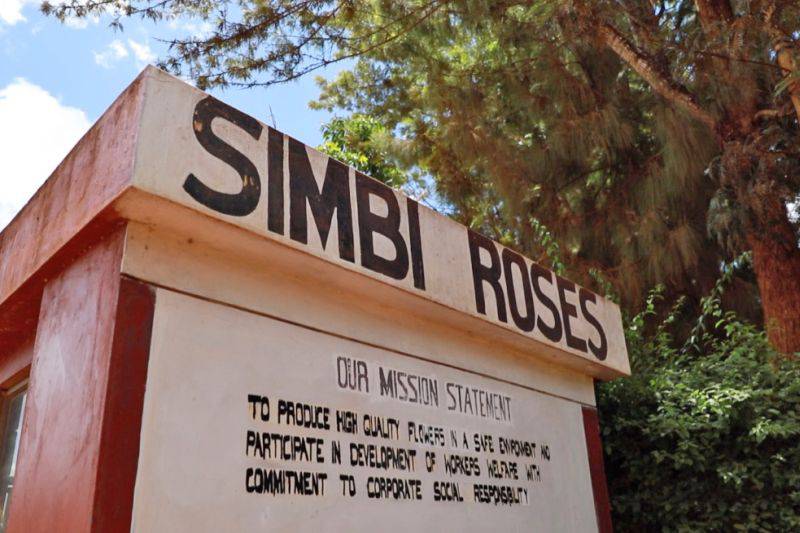 SIMBI ROSES
OUR MISSION STATEMENT
TO PRODUCE HIGH QUALITY FLOWERS IN A SAFE ENVIROMENT AND
PARTICIPATE IN DEVELOPMENT OF WORKERS WELFARE WITH
COMMITMENT TO CORPORATE SOCIAL RESPONSIBILITY